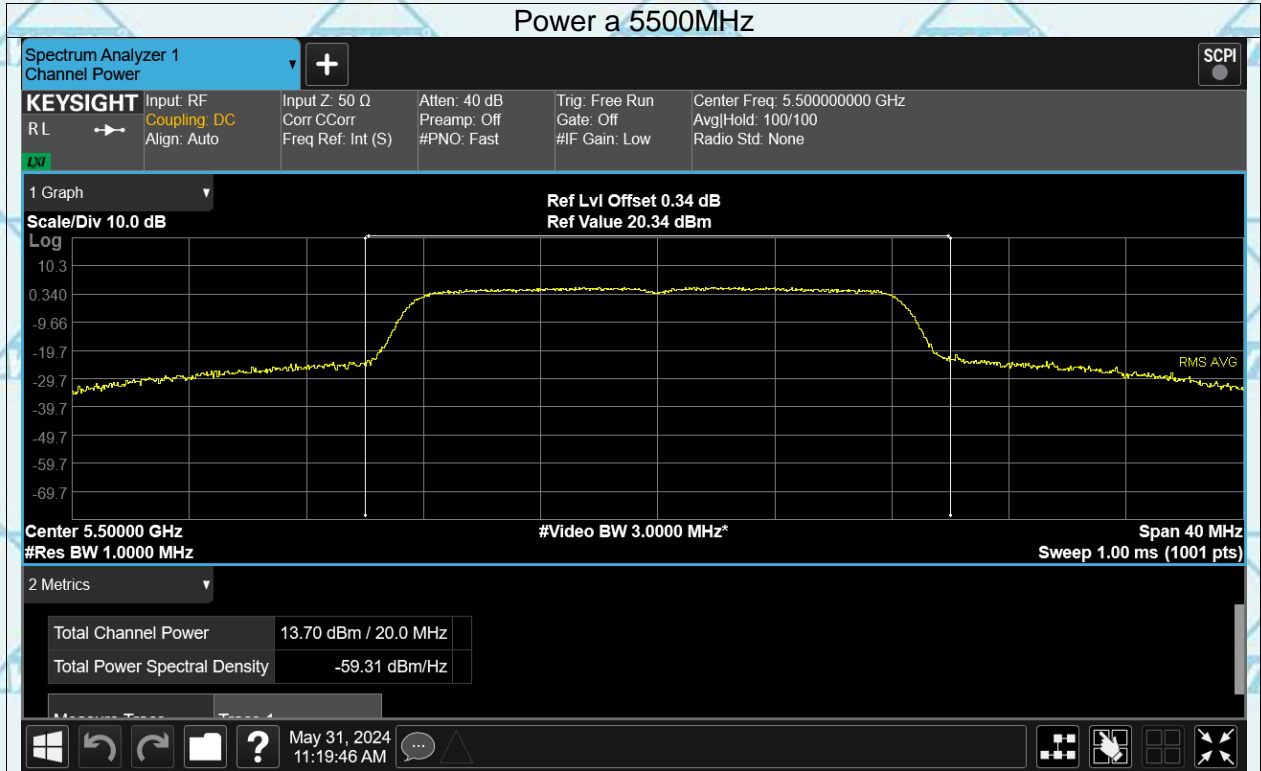 Power a 5500MHz
Spectrum Analyzer 1
Channel Power
SCPI
KEYSIGHT
RL
LXI
Input: RF
Coupling: DC
Align: Auto
Input Z: 50 Ω
Corr CCorr
Freq Ref: Int (S)
Atten: 40 dB
Preamp: Off
#PNO: Fast
Trig: Free Run
Gate: Off
#IF Gain: Low
Center Freq: 5.500000000 GHz
Avg|Hold: 100/100
Radio Std: None
1 Graph
Scale/Div 10.0 dB
Ref Lvl Offset 0.34 dB
Ref Value 20.34 dBm
Log
10.3
0.340
-9.66
-19.7
-29.7
-39.7
-49.7
-59.7
-69.7
RMS AVG
Center 5.50000 GHz
#Video BW 3.0000 MHz*
Span 40 MHz
#Res BW 1.0000 MHz
Sweep 1.00 ms (1001 pts)
2 Metrics
Total Channel Power 13.70 dBm / 20.0 MHz
Total Power Spectral Density -59.31 dBm/Hz
Measure Trace Trace 1
May 31, 2024
11:19:46 AM